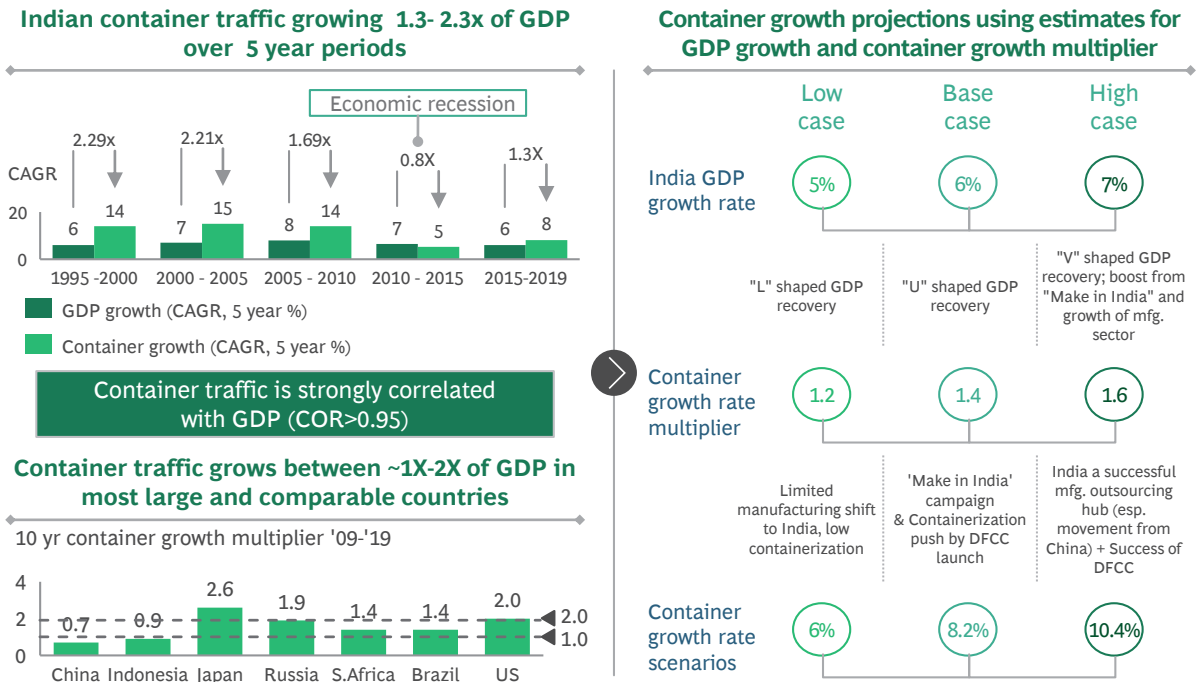 Indian container traffic growing 1.3- 2.3x of GDP
over 5 year periods
Economic recession
2.29x
2.21x
1.69x
0.8X
1.3X
CAGR
20
0
6
14
7
15
8
14
7
5
6
8
1995 -2000
2000 - 2005
2005 - 2010
2010 - 2015
2015-2019
GDP growth (CAGR, 5 year %)
Container growth (CAGR, 5 year %)
Container traffic is strongly correlated
with GDP (COR>0.95)
Container traffic grows between ~1X-2X of GDP in
most large and comparable countries
10 yr container growth multiplier '09-'19
4
2
0
0.7
0.9
2.6
1.9
1.4
1.4
2.0
2.0
1.0
China
Indonesia
Japan
Russia
S.Africa
Brazil
US
Container growth projections using estimates for
GDP growth and container growth multiplier
Low
case
Base
case
High
case
India GDP
growth rate
5%
6%
7%
"L" shaped GDP
recovery
"U" shaped GDP
recovery
"V" shaped GDP
recovery; boost from
"Make in India" and
growth of mfg.
sector
Container
growth rate
multiplier
1.2
1.4
1.6
Limited
manufacturing shift
to India, low
containerization
'Make in India'
campaign
& Containerization
push by DFCC
launch
India a successful
mfg. outsourcing
hub (esp.
movement from
China) + Success of
DFCC
Container
growth rate
scenarios
6%
8.2%
10.4%